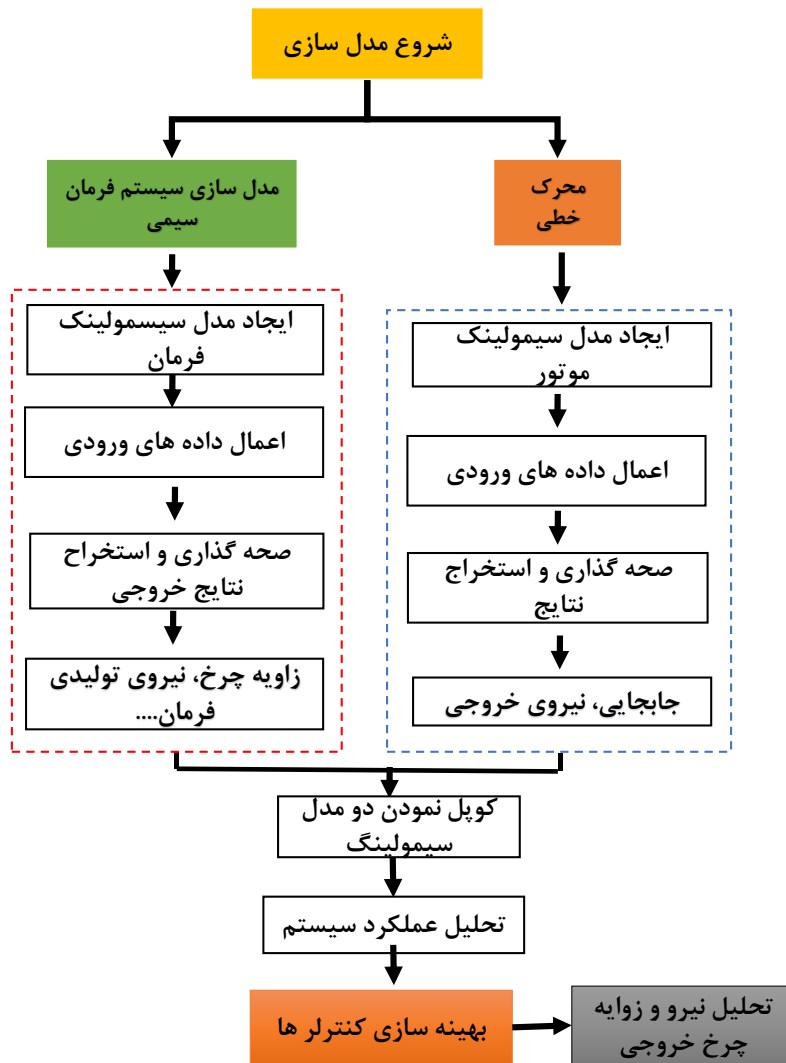 شروع مدل سازی
محرک
خطی
مدل سازی سیستم فرمان
سیمی
ایجاد مدل سیمولینک
موتور
اعمال داده های ورودی
صحه گذاری و استخراج
نتایج
جابجایی، نیروی خروجی
ایجاد مدل سیسمولینک
فرمان
اعمال داده های ورودی
صحه گذاری و استخراح
نتایج خروجی
زاویه چرخ، نیروی تولیدی
فرمان....
کوپل نمودن دو مدل
سیمولینگ
تحلیل عملکرد سیستم
بهینه سازی کنترلر ها
تحلیل نیرو و زوایه
چرخ خروجی